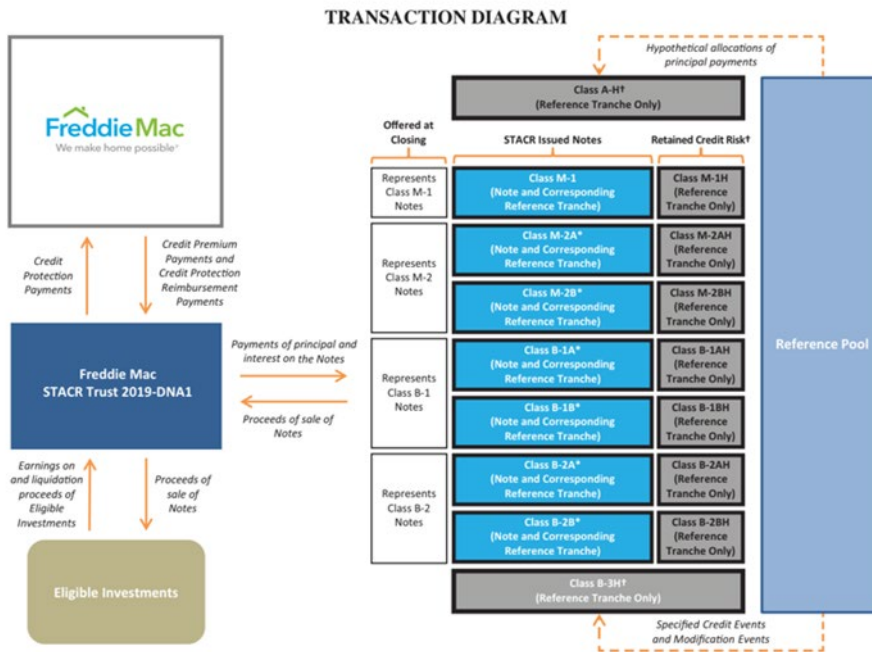 TRANSACTION DIAGRAM
Hypothetical allocations of
principal payments
FreddieMac
We make home possible®
Class A-H†
(Reference Tranche Only)
Offered at
Closing
STACR Issued Notes
Retained Credit Risk†
Represents
Class M-1
Notes
Class M-1
(Note and Corresponding
Reference Tranche)
Class M-1H
(Reference
Tranche Only)
Credit
Protection
Payments
Credit Premium
Payments and
Credit Protection
Reimbursement
Payments
Represents
Class M-2
Notes
Class M-2A*
(Note and Corresponding
Reference Tranche)
Class M-2AH
(Reference
Tranche Only)
Class M-2B*
(Note and Corresponding
Reference Tranche)
Class M-2BH
(Reference
Tranche Only)
Reference Pool
Freddie Mac
STACR Trust 2019-DNA1
Payments of principal and
interest on the Notes
Proceeds of sale of
Notes
Represents
Class B-1
Notes
Class B-1A*
(Note and Corresponding
Reference Tranche)
Class B-1AH
(Reference
Tranche Only)
Class B-1B*
(Note and Corresponding
Reference Tranche)
Class B-1BH
(Reference
Tranche Only)
Earnings on
and liquidation
proceeds of
Eligible
Investments
Proceeds of
sale of
Notes
Represents
Class B-2
Notes
Class B-2A*
(Note and Corresponding
Reference Tranche)
Class B-2AH
(Reference
Tranche Only)
Class B-2B*
(Note and Corresponding
Reference Tranche)
Class B-2BH
(Reference
Tranche Only)
Eligible Investments
Class B-3H†
(Reference Tranche Only)
Specified Credit Events
and Modification Events